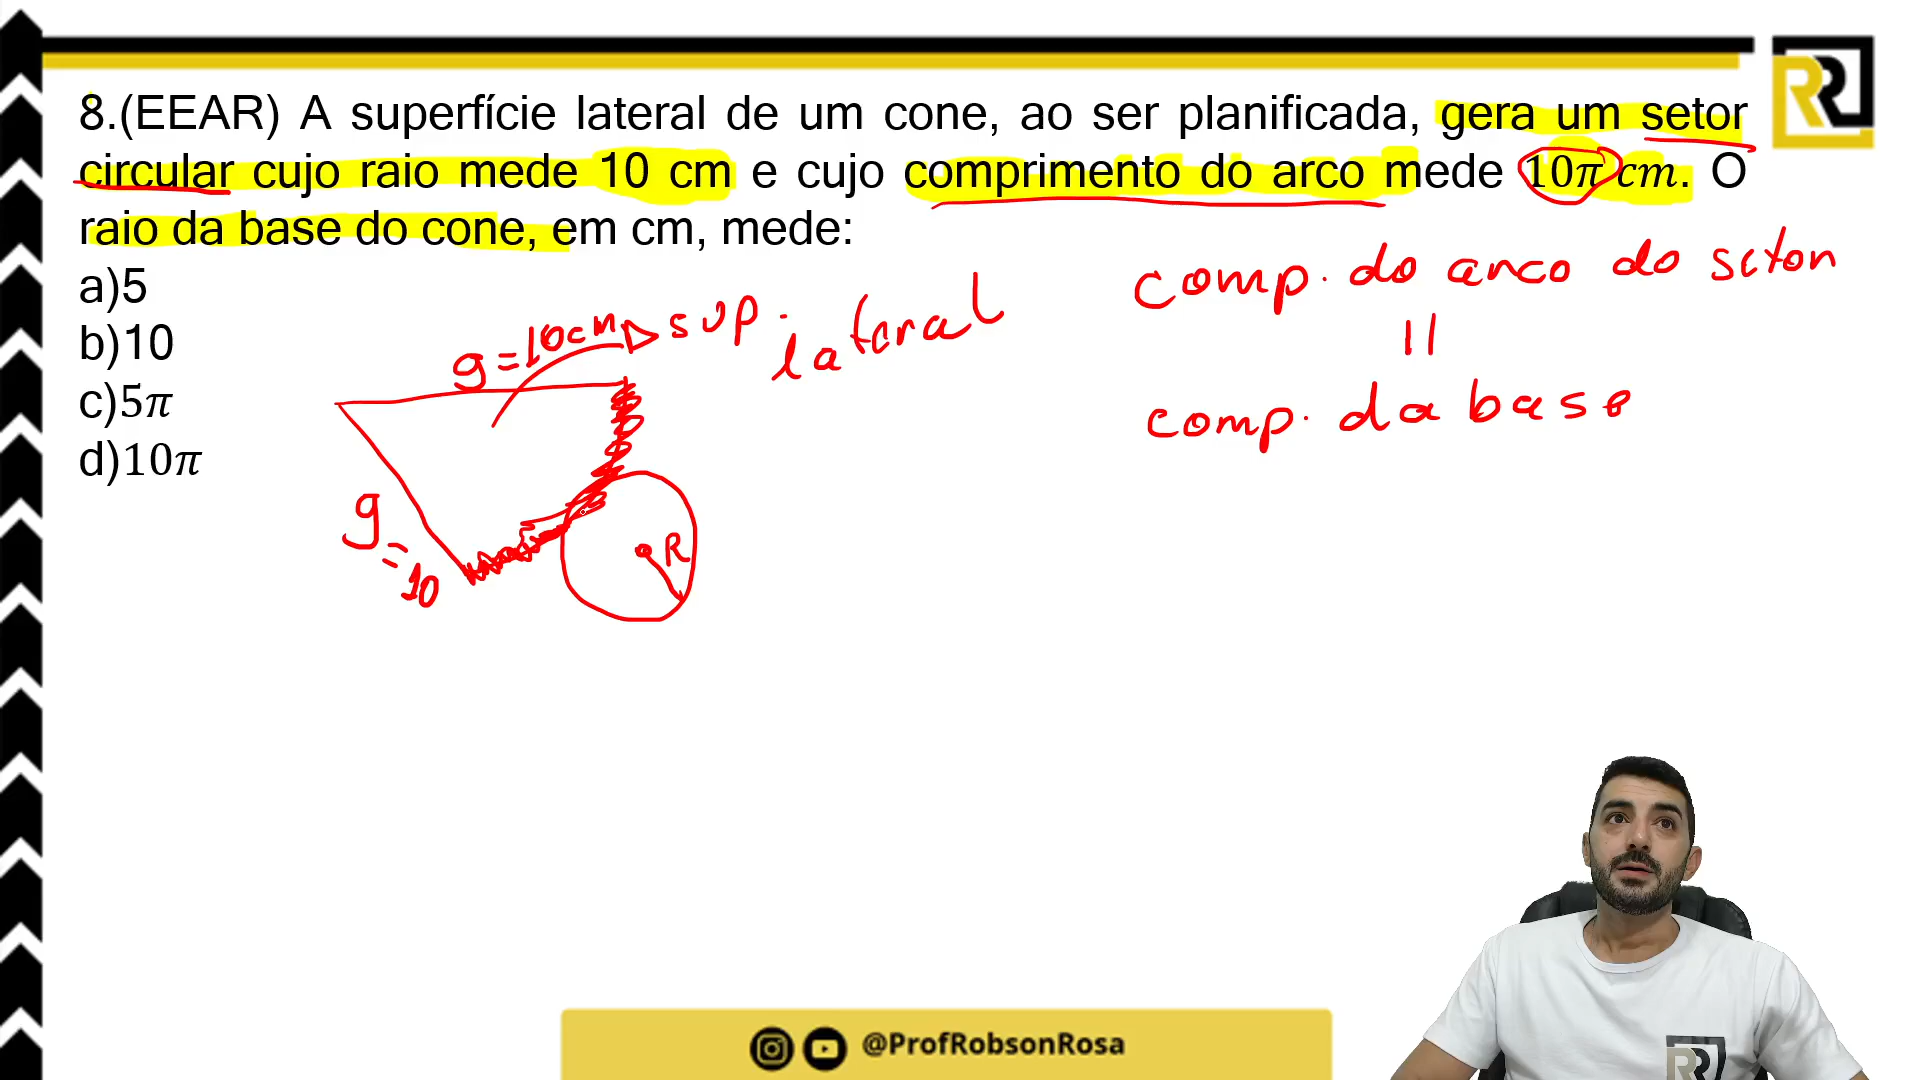 8.(EEAR) A superfície lateral de um cone, ao ser planificada, gera um setor
circular cujo raio mede 10 cm e cujo comprimento do arco mede 10π cm. O
raio da base do cone, em cm, mede:
a)5
b)10
c)5π
d)10π
g=10cm
sup.
lateral
g
=10
R
comp. do arco do setor
||
comp. da base
@ProfRobsonRosa
RR
RR